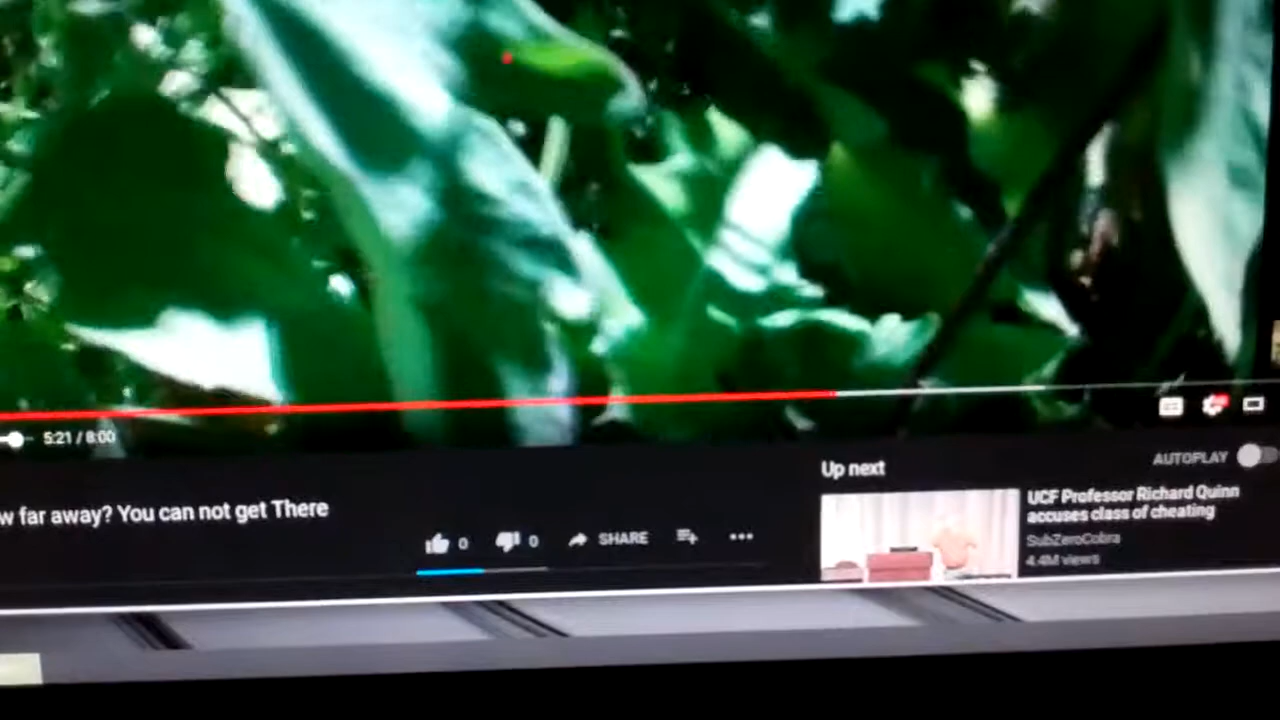 5:21 / 8:00
w far away? You can not get There
0
0
SHARE
Up next
AUTOPLAY
UCF Professor Richard Quinn
accuses class of cheating
SubZeroCobra
4.4M views